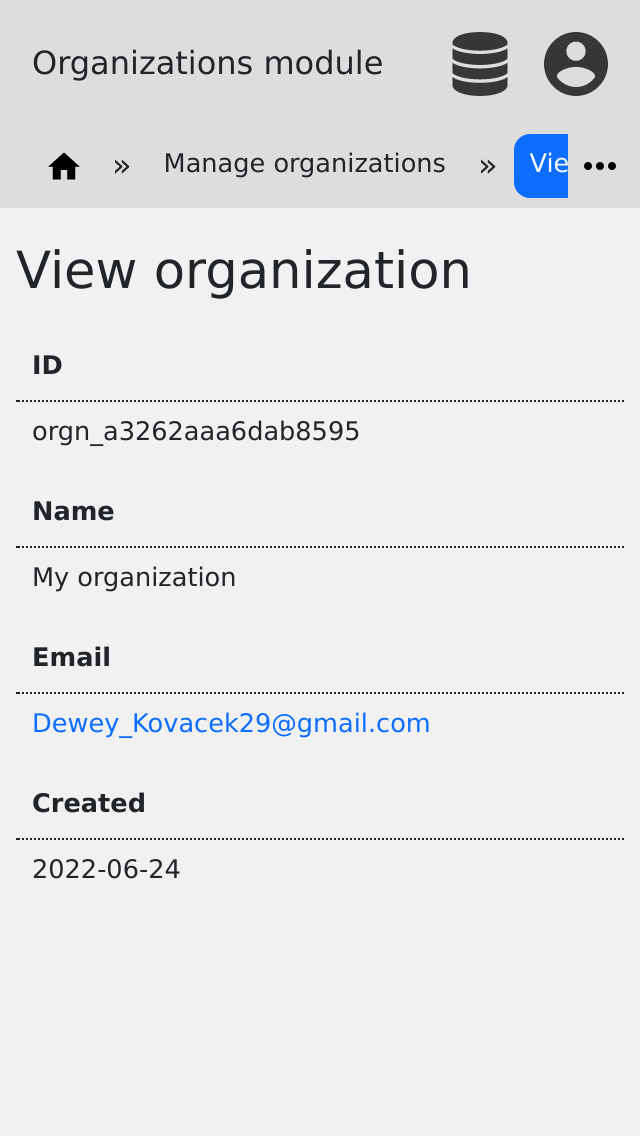 Organizations module
» Manage organizations » Vie
View organization
ID
orgn_a3262aaa6dab8595
Name
My organization
Email
Dewey_Kovacek29@gmail.com
Created
2022-06-24